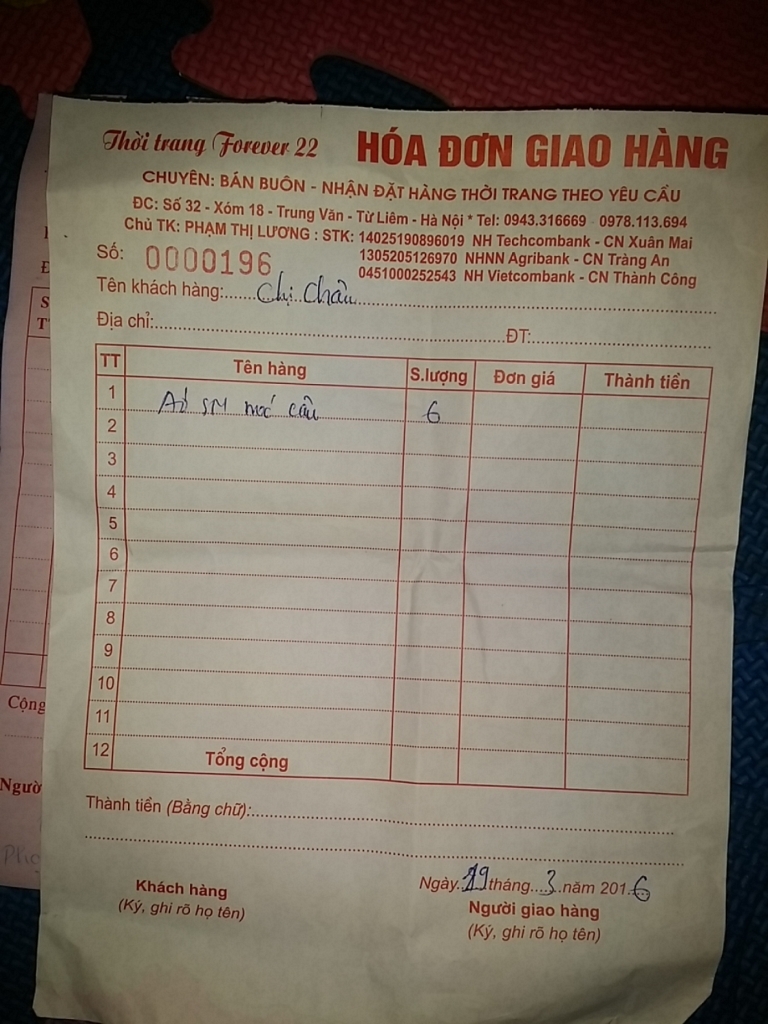 Thời trang Forever 22 HÓA ĐƠN GIAO HÀNG
CHUYÊN: BÁN BUÔN - NHẬN ĐẶT HÀNG THỜI TRANG THEO YÊU CẦU
ĐC: Số 32 - Xóm 18 - Trung Văn - Từ Liêm - Hà Nội * Tel: 0943.316669 0978.113.694
Chủ TK: PHẠM THỊ LƯƠNG : STK: 14025190896019 NH Techcombank - CN Xuân Mai
1305205126970 NHNN Agribank - CN Tràng An
0451000252543 NH Vietcombank - CN Thành Công
Số: 0000196
Tên khách hàng: Chị Châu
Địa chỉ: ĐT:
TT Tên hàng S.lượng Đơn giá Thành tiền
1 Áo SM 6
2
3
4
5
6
7
8
9
10
11
12 Tổng cộng
Thành tiền (Bằng chữ):
Ngày 29 tháng 3 năm 2016
Khách hàng Người giao hàng
(Ký, ghi rõ họ tên) (Ký, ghi rõ họ tên)
Cộng
Ngườ